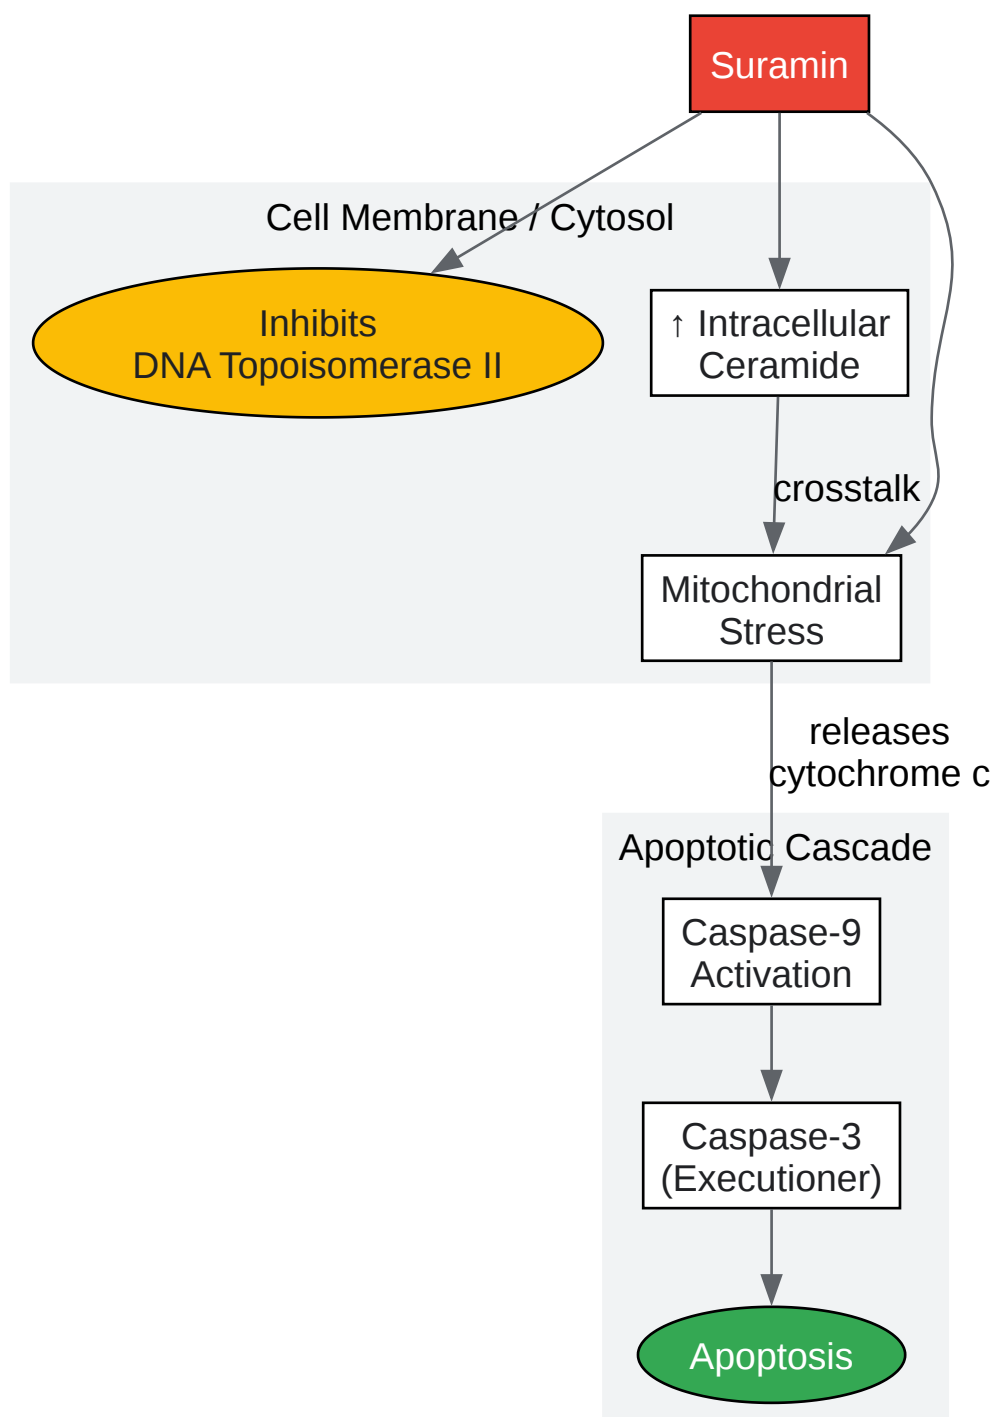 Suramin
Cell Membrane / Cytosol
Inhibits
DNA Topoisomerase II
↑ Intracellular
Ceramide
crosstalk
Mitochondrial
Stress
releases
cytochrome c
Apoptotic Cascade
Caspase-9
Activation
Caspase-3
(Executioner)
Apoptosis